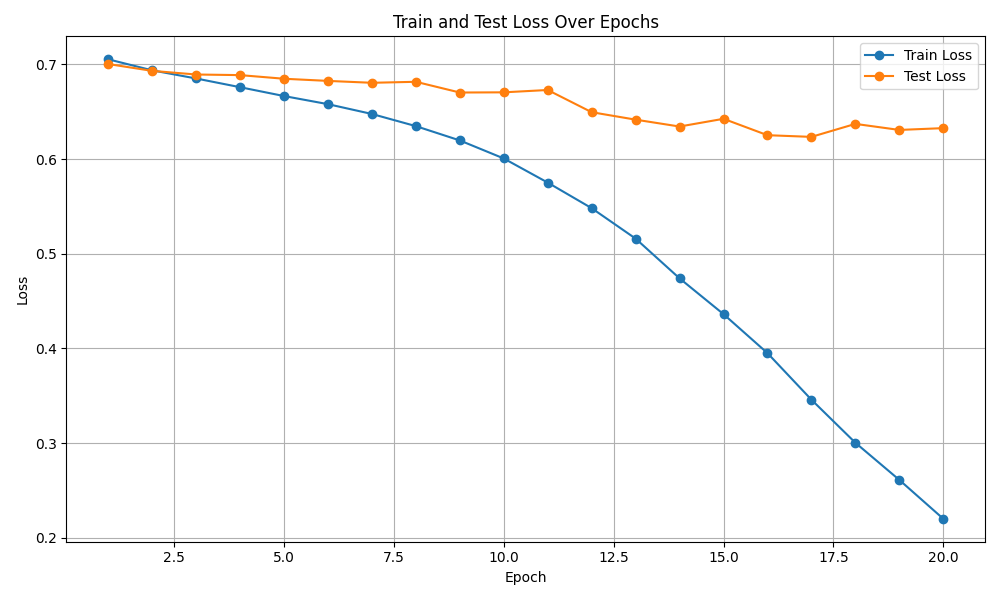 Train and Test Loss Over Epochs
Train Loss
Test Loss
0.7
0.6
0.5
0.4
0.3
0.2
Loss
2.5 5.0 7.5 10.0 12.5 15.0 17.5 20.0
Epoch